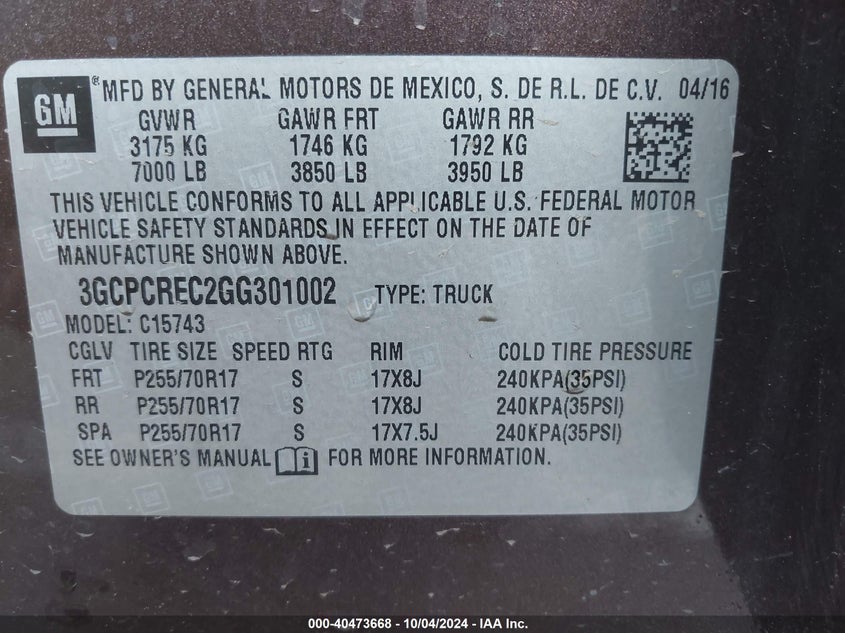 GM ® MFD BY GENERAL MOTORS DE MEXICO, S. DE R.L. DE C.V. 04/16
GVWR GAWR FRT GAWR RR
3175 KG 1746 KG 1792 KG
7000 LB 3850 LB 3950 LB
THIS VEHICLE CONFORMS TO ALL APPLICABLE U.S. FEDERAL MOTOR
VEHICLE SAFETY STANDARDS IN EFFECT ON THE DATE OF
MANUFACTURE SHOWN ABOVE.
3GCPCREC2GG301002 TYPE: TRUCK
MODEL: C15743
CGLV TIRE SIZE SPEED RTG RIM COLD TIRE PRESSURE
FRT P255/70R17 S 17X8J 240KPA(35PSI)
RR P255/70R17 S 17X8J 240KPA(35PSI)
SPA P255/70R17 S 17X7.5J 240KPA(35PSI)
SEE OWNER'S MANUAL i FOR MORE INFORMATION.
000-40473668 - 10/04/2024 - IAA Inc.